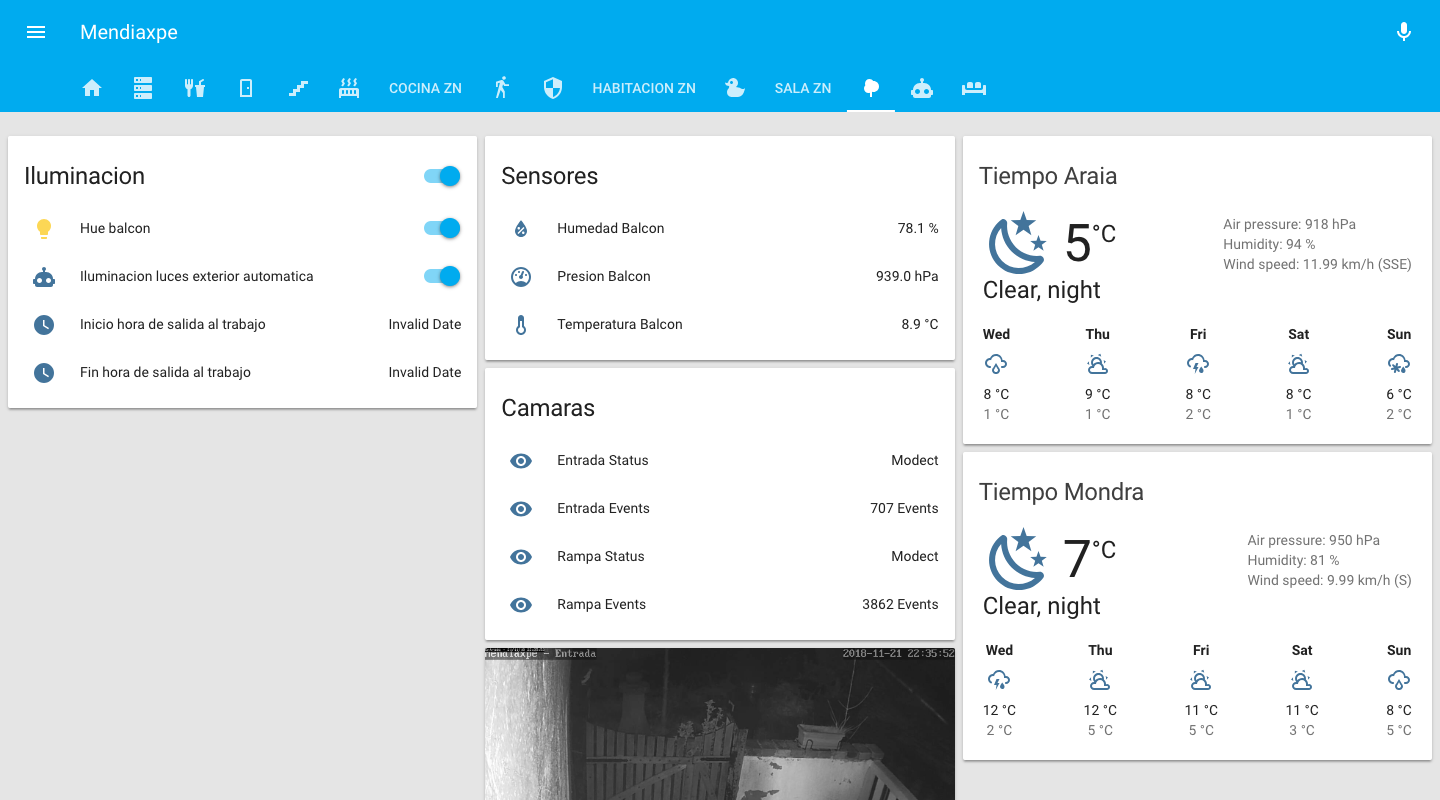 Mendiaxpe
COCINA ZN
HABITACION ZN
SALA ZN
Iluminacion
Hue balcon
Iluminacion luces exterior automatica
Inicio hora de salida al trabajo Invalid Date
Fin hora de salida al trabajo Invalid Date
Sensores
Humedad Balcon 78.1 %
Presion Balcon 939.0 hPa
Temperatura Balcon 8.9 °C
Camaras
Entrada Status Modect
Entrada Events 707 Events
Rampa Status Modect
Rampa Events 3862 Events
Mendiaxpe - Entrada 2018-11-21 22:35:52
Tiempo Araia
5 °C
Air pressure: 918 hPa
Humidity: 94 %
Wind speed: 11.99 km/h (SSE)
Clear, night
Wed Thu Fri Sat Sun
8 °C 9 °C 8 °C 8 °C 6 °C
1 °C 1 °C 2 °C 1 °C 2 °C
Tiempo Mondra
7 °C
Air pressure: 950 hPa
Humidity: 81 %
Wind speed: 9.99 km/h (S)
Clear, night
Wed Thu Fri Sat Sun
12 °C 12 °C 11 °C 11 °C 8 °C
2 °C 5 °C 5 °C 3 °C 5 °C